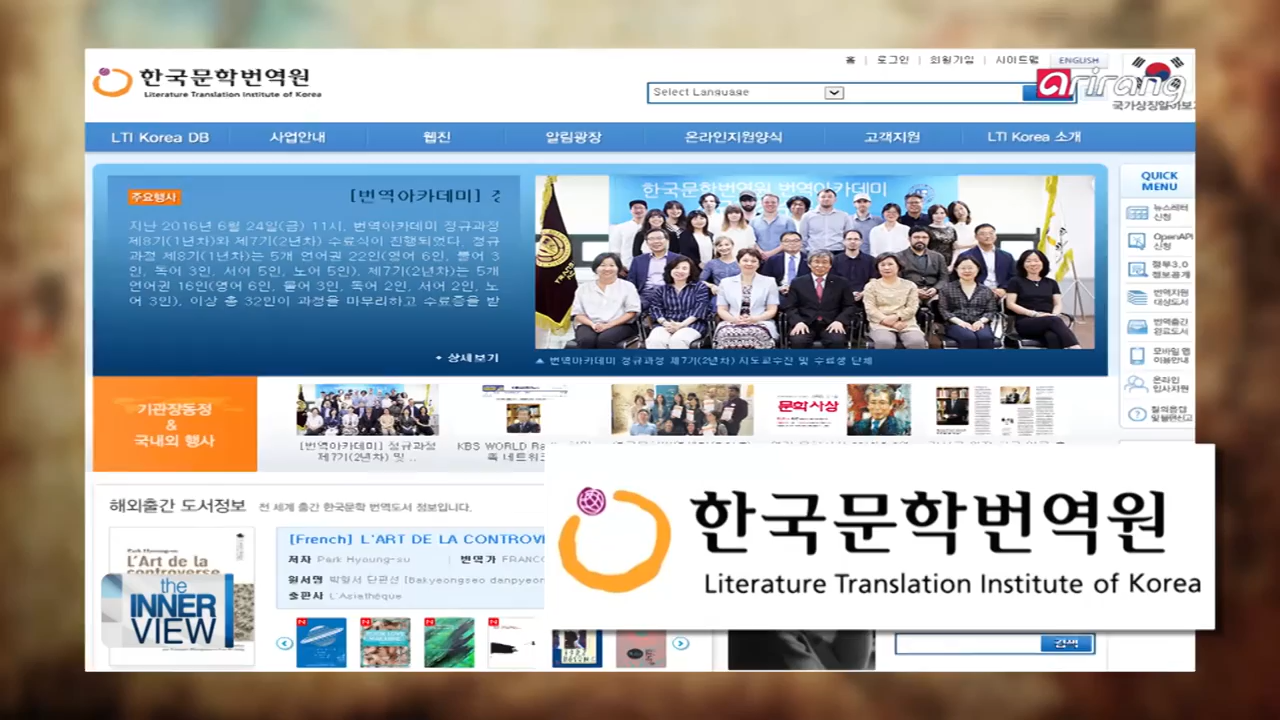 한국문학번역원
Literature Translation Institute of Korea
홈 | 로그인 | 회원가입 | 사이트맵
ENGLISH
Select Language
arirang
LTI Korea DB
사업안내
웹진
알림광장
온라인지원양식
고객지원
LTI Korea 소개
주요행사
[번역아카데미]
지난 2016년 6월 24일(금) 11시, 번역아카데미 정규과정
제8기(1년차)와 제7기(2년차) 수료식이 진행되었다. 정규
과정 제8기(1년차)는 5개 언어권 22인(영어 6인, 불어 3
인, 독어 3인, 서어 5인, 노어 5인), 제7기(2년차)는 5개
언어권 16인(영어 6인, 불어 3인, 독어 2인, 서어 2인, 노
어 3인), 이상 총 32인이 과정을 마무리하고 수료증을 받
상세보기
한국문학번역원 번역아카데미
번역아카데미 정규과정 제7기(2년차) 지도교수진 및 수료생 단체
QUICK
MENU
뉴스레터
신청
OpenAPI
신청
정부3.0
정보공개
번역지원
대상도서
번역출간
완료도서
모바일 앱
이용안내
온라인
입사지원
기관장동정
&
국내외 행사
[번역아카데미] 정규과정
제7기(2년차) 및 ..
KBS WORLD
문학사상
해외출간 도서정보
전 세계 출간 한국문학 번역도서 정보입니다.
Park Hyoung-su
L'Art de la
controverse
[French] L'ART DE LA CONTROV
저자 Park Hyoung-su
번역가 FRANCO
원서명 박형서 단편선 [Bakyeongseo danpyeon
출판사 L'Asiathèque
the
INNER
VIEW
한국문학번역원
Literature Translation Institute of Korea
검색